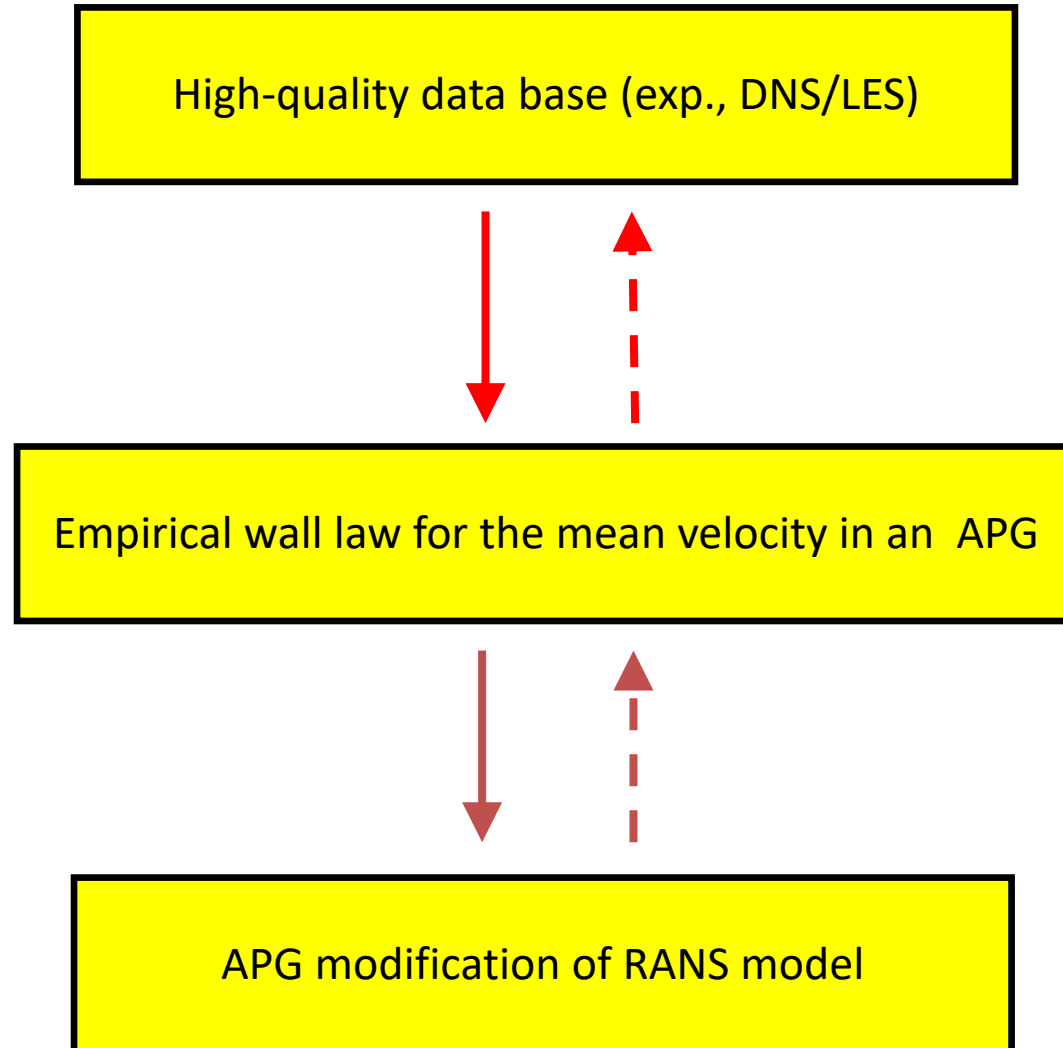 High-quality data base (exp., DNS/LES)
Empirical wall law for the mean velocity in an APG
APG modification of RANS model